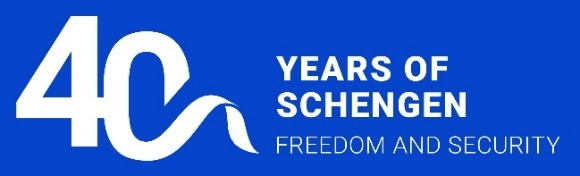 40
YEARS OF
SCHENGEN
FREEDOM AND SECURITY